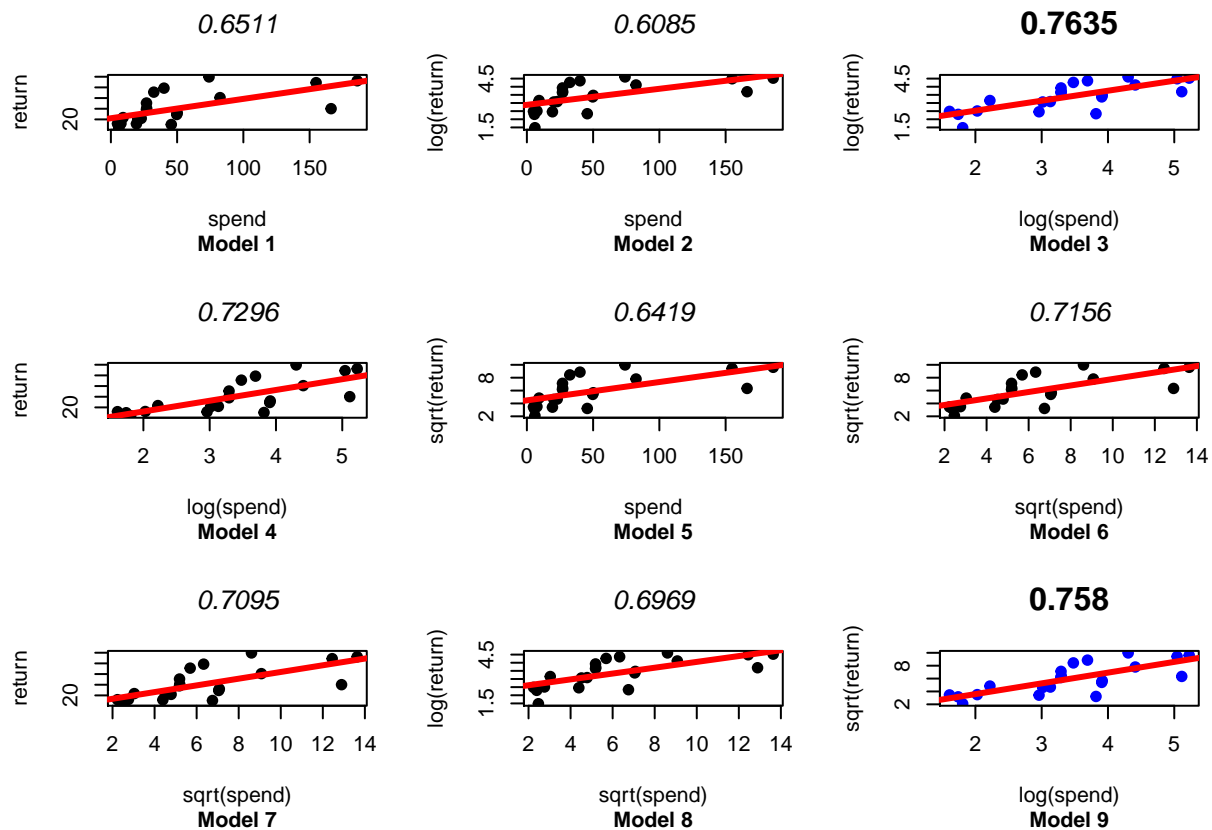 0.6511
return
20
0 50 100 150
spend
Model 1
0.6085
log(return)
1.5 4.5
0 50 100 150
spend
Model 2
0.7635
log(return)
1.5 4.5
2 3 4 5
log(spend)
Model 3
0.7296
return
20
2 3 4 5
log(spend)
Model 4
0.6419
sqrt(return)
2 8
0 50 100 150
spend
Model 5
0.7156
sqrt(return)
2 8
2 4 6 8 10 12 14
sqrt(spend)
Model 6
0.7095
return
20
2 4 6 8 10 12 14
sqrt(spend)
Model 7
0.6969
log(return)
1.5 4.5
2 4 6 8 10 12 14
sqrt(spend)
Model 8
0.758
sqrt(return)
2 8
2 3 4 5
log(spend)
Model 9